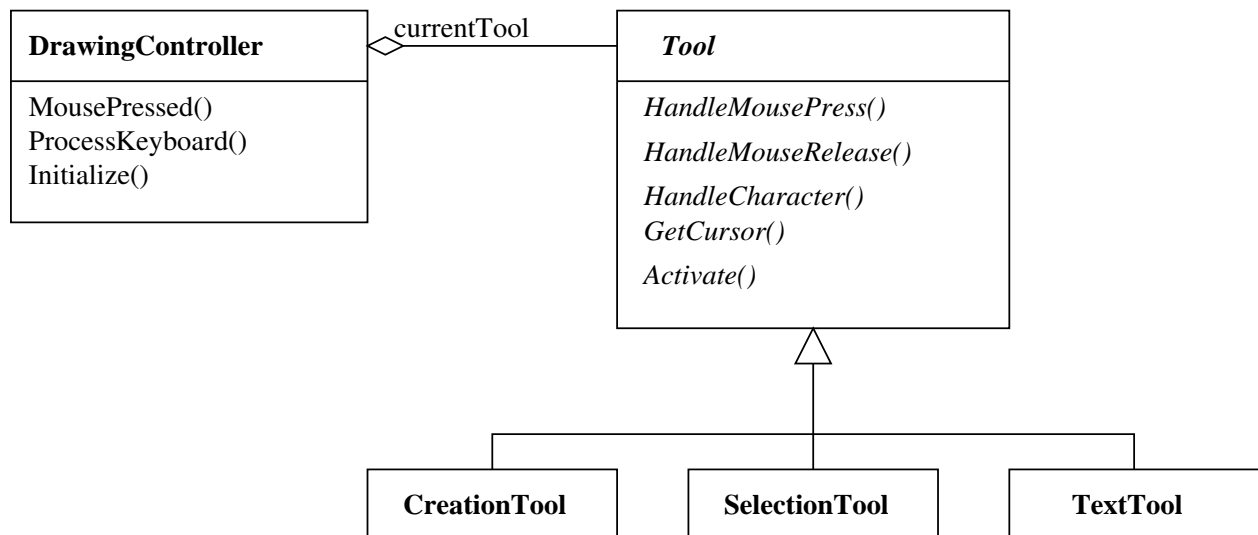 DrawingController
MousePressed()
ProcessKeyboard()
Initialize()
currentTool
Tool
HandleMousePress()
HandleMouseRelease()
HandleCharacter()
GetCursor()
Activate()
CreationTool
SelectionTool
TextTool